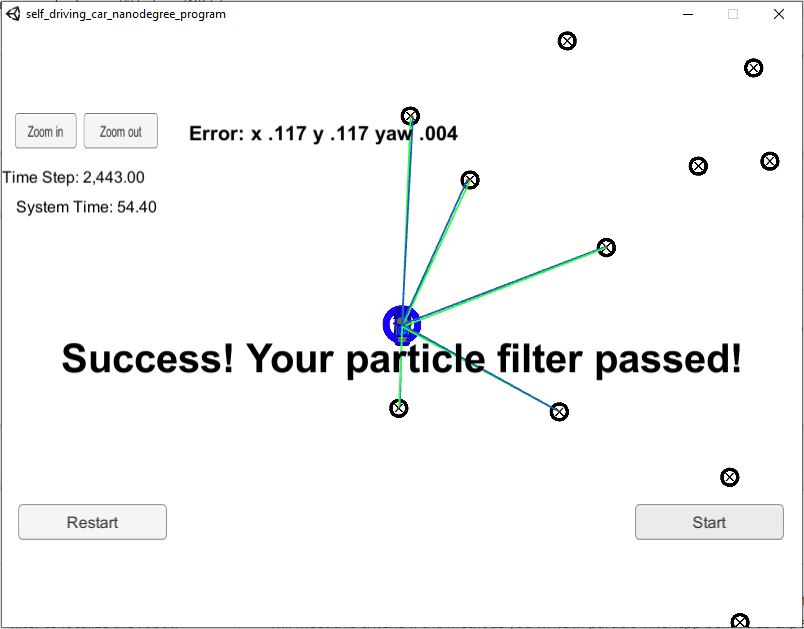 self_driving_car_nanodegree_program
Zoom in
Zoom out
Error: x .117 y .117 yaw .004
Time Step: 2,443.00
System Time: 54.40
Success! Your particle filter passed!
Restart
Start